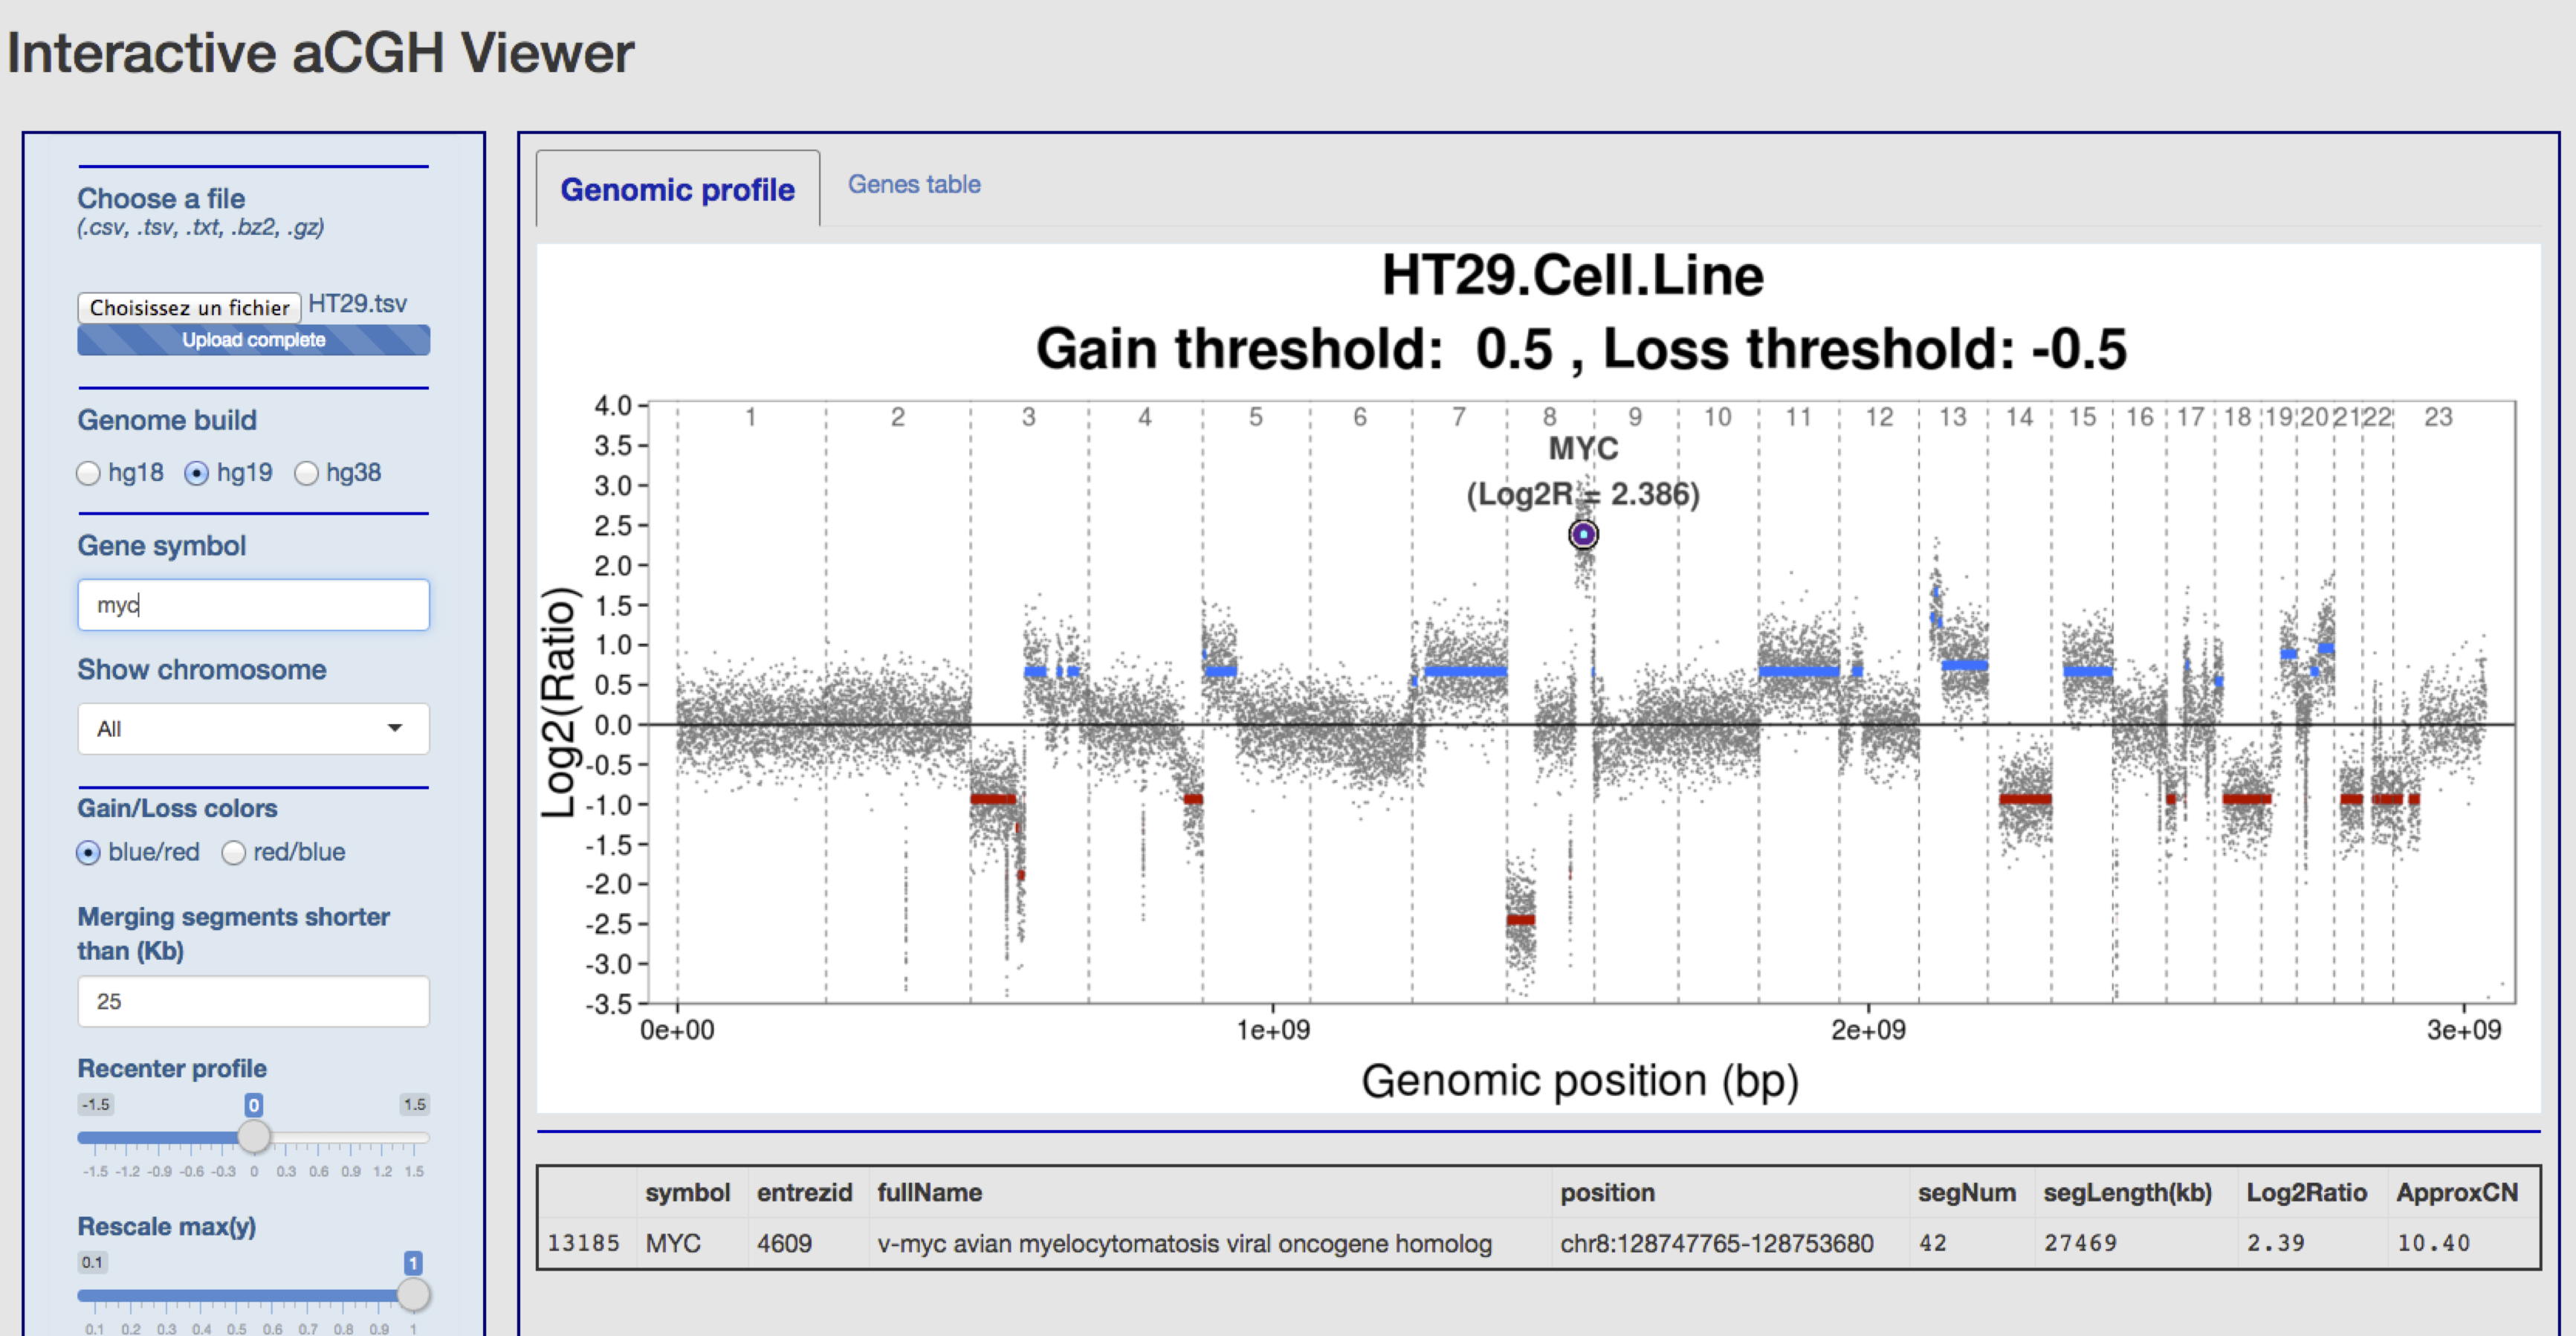 Interactive aCGH Viewer
Choose a file
(.csv, .tsv, .txt, .bz2, .gz)
Choisissez un fichier HT29.tsv
Upload complete
Genome build
hg18 hg19 hg38
Gene symbol
myc
Show chromosome
All
Gain/Loss colors
blue/red red/blue
Merging segments shorter
than (Kb)
25
Recenter profile
-1.5 0 1.5
-1.5 -1.2 -0.9 -0.6 -0.3 0 0.3 0.6 0.9 1.2 1.5
Rescale max(y)
0.1 1
0.1 0.2 0.3 0.4 0.5 0.6 0.7 0.8 0.9 1
Genomic profile Genes table
HT29.Cell.Line
Gain threshold: 0.5 , Loss threshold: -0.5
1 2 3 4 5 6 7 8 9 10 11 12 13 14 15 16 17 18 19 20 21 22 23
MYC
(Log2R = 2.386)
Log2(Ratio)
4.0
3.5
3.0
2.5
2.0
1.5
1.0
0.5
0.0
-0.5
-1.0
-1.5
-2.0
-2.5
-3.0
-3.5
0e+00 1e+09 2e+09 3e+09
Genomic position (bp)
symbol entrezid fullName position segNum segLength(kb) Log2Ratio ApproxCN
13185 MYC 4609 v-myc avian myelocytomatosis viral oncogene homolog chr8:128747765-128753680 42 27469 2.39 10.40